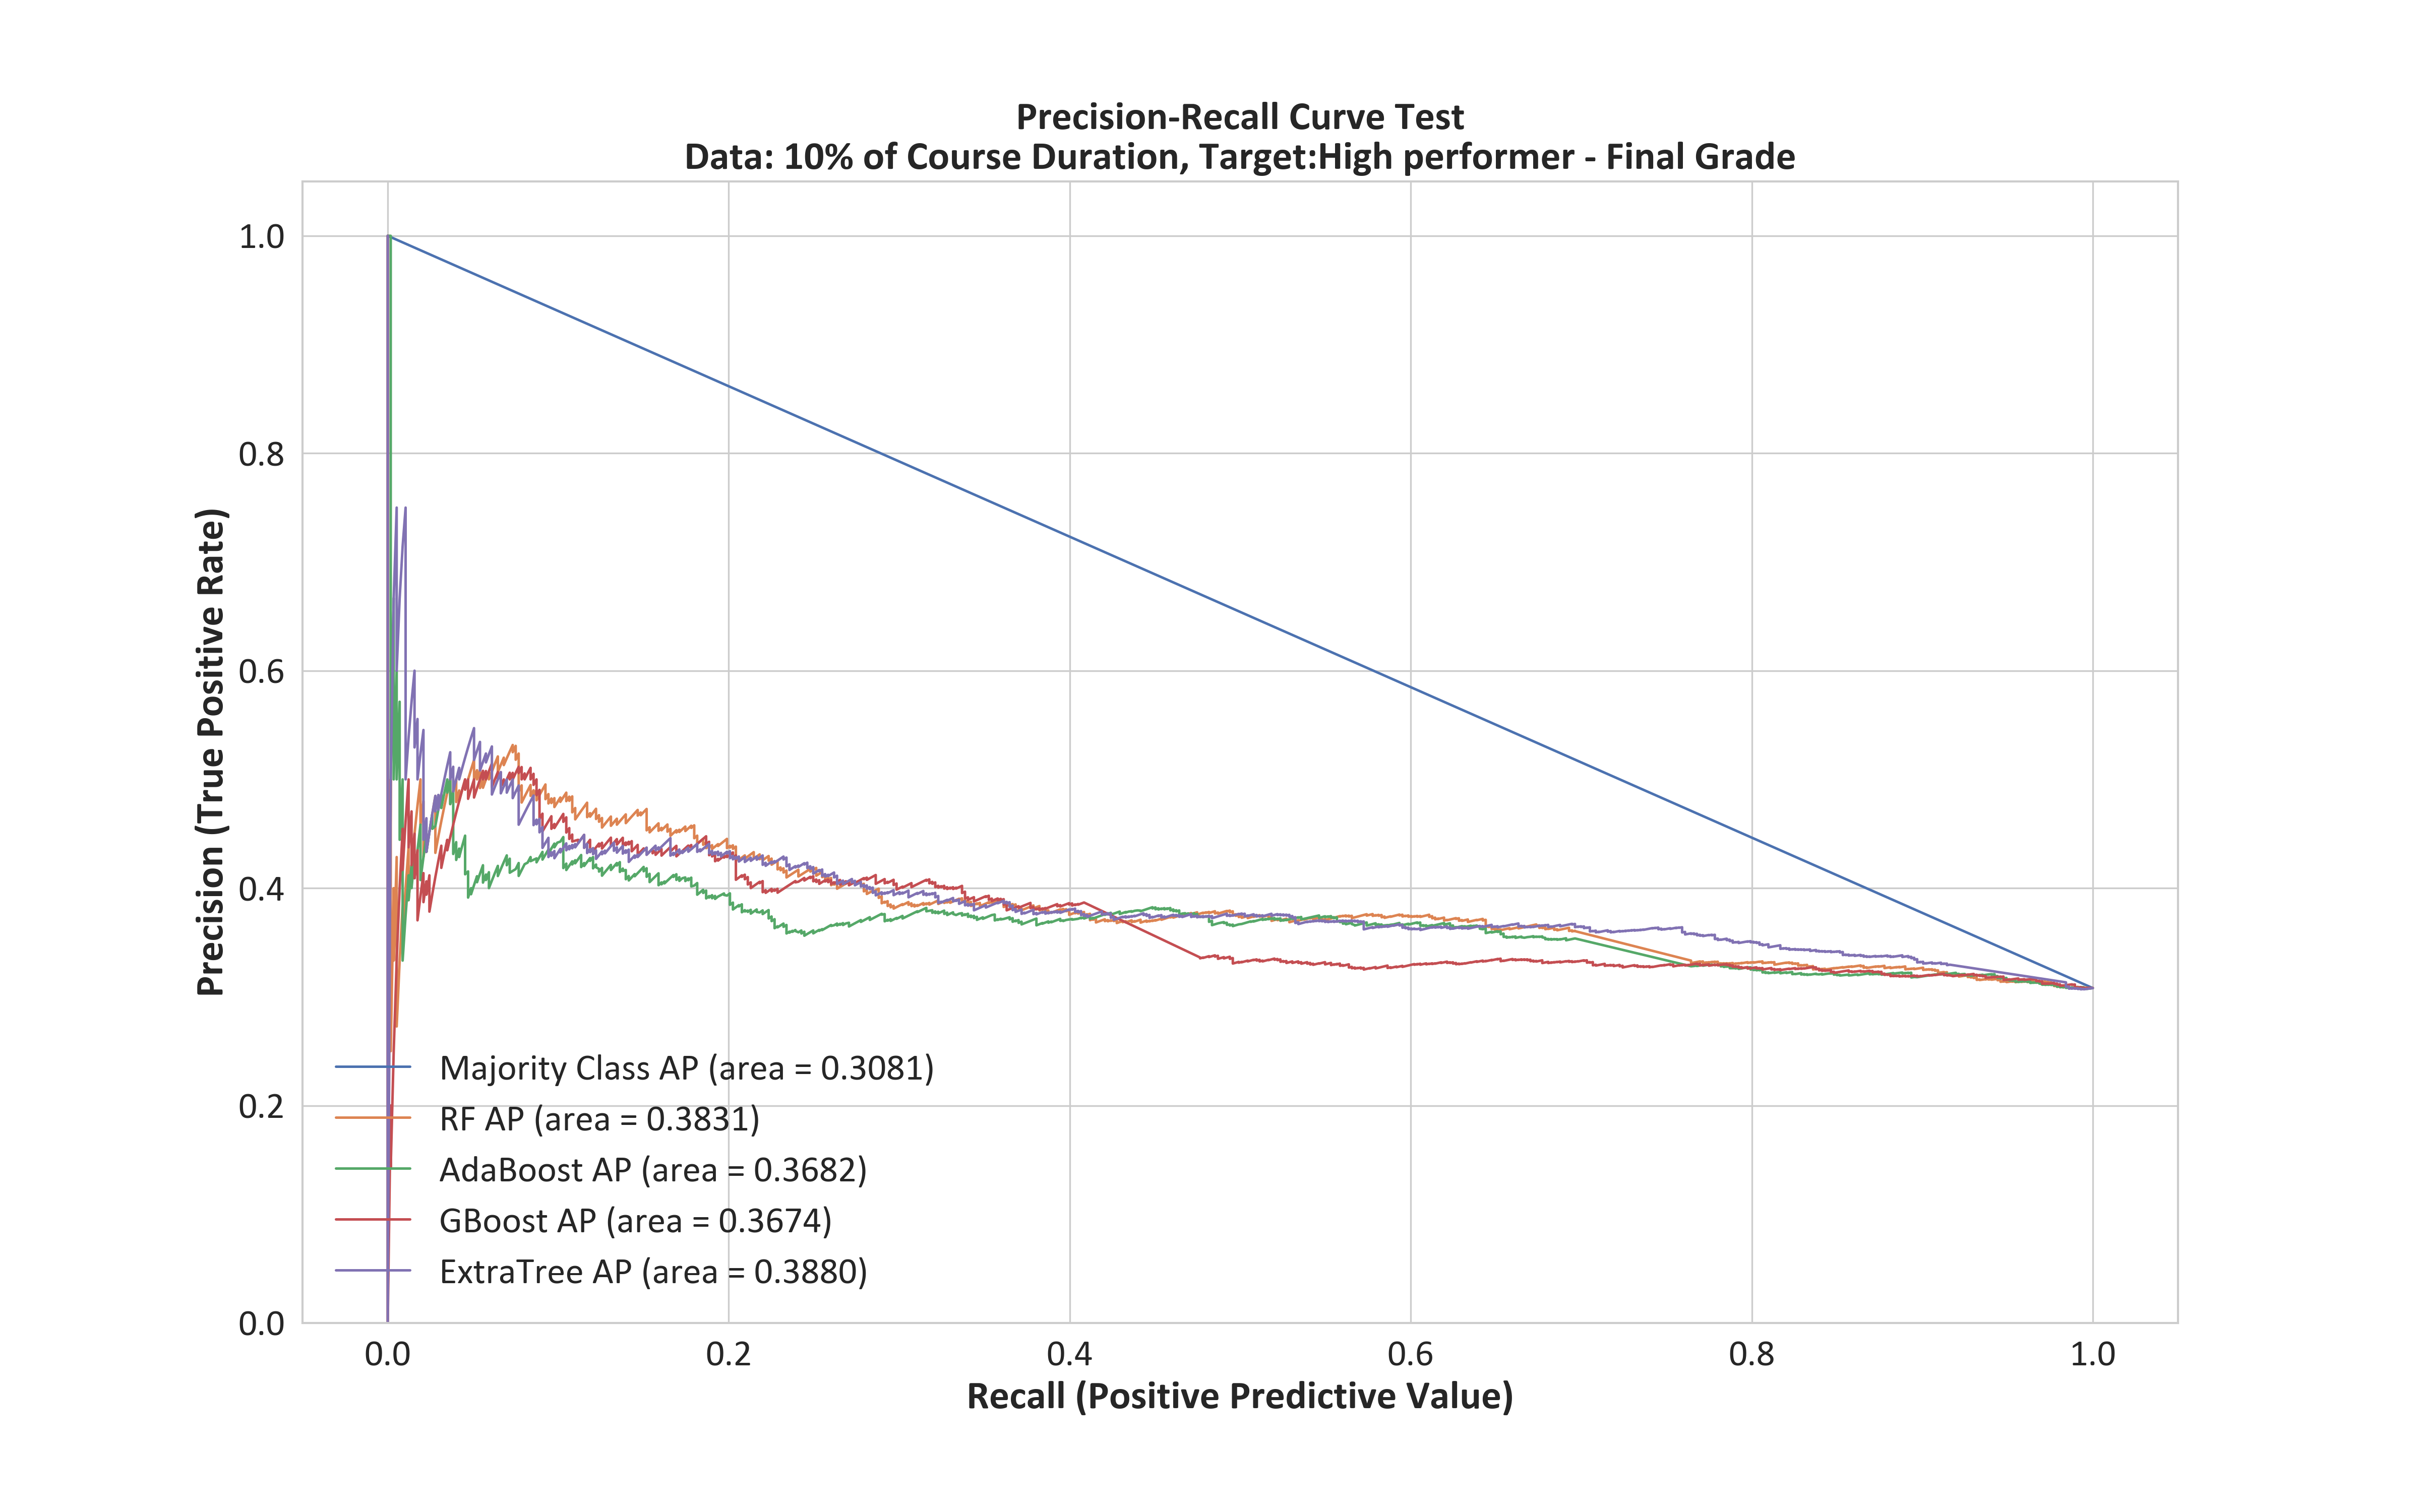 Precision-Recall Curve Test
Data: 10% of Course Duration, Target:High performer - Final Grade
1.0
0.8
0.6
0.4
0.2
0.0
Precision (True Positive Rate)
Majority Class AP (area = 0.3081)
RF AP (area = 0.3831)
AdaBoost AP (area = 0.3682)
GBoost AP (area = 0.3674)
ExtraTree AP (area = 0.3880)
0.0 0.2 0.4 0.6 0.8 1.0
Recall (Positive Predictive Value)